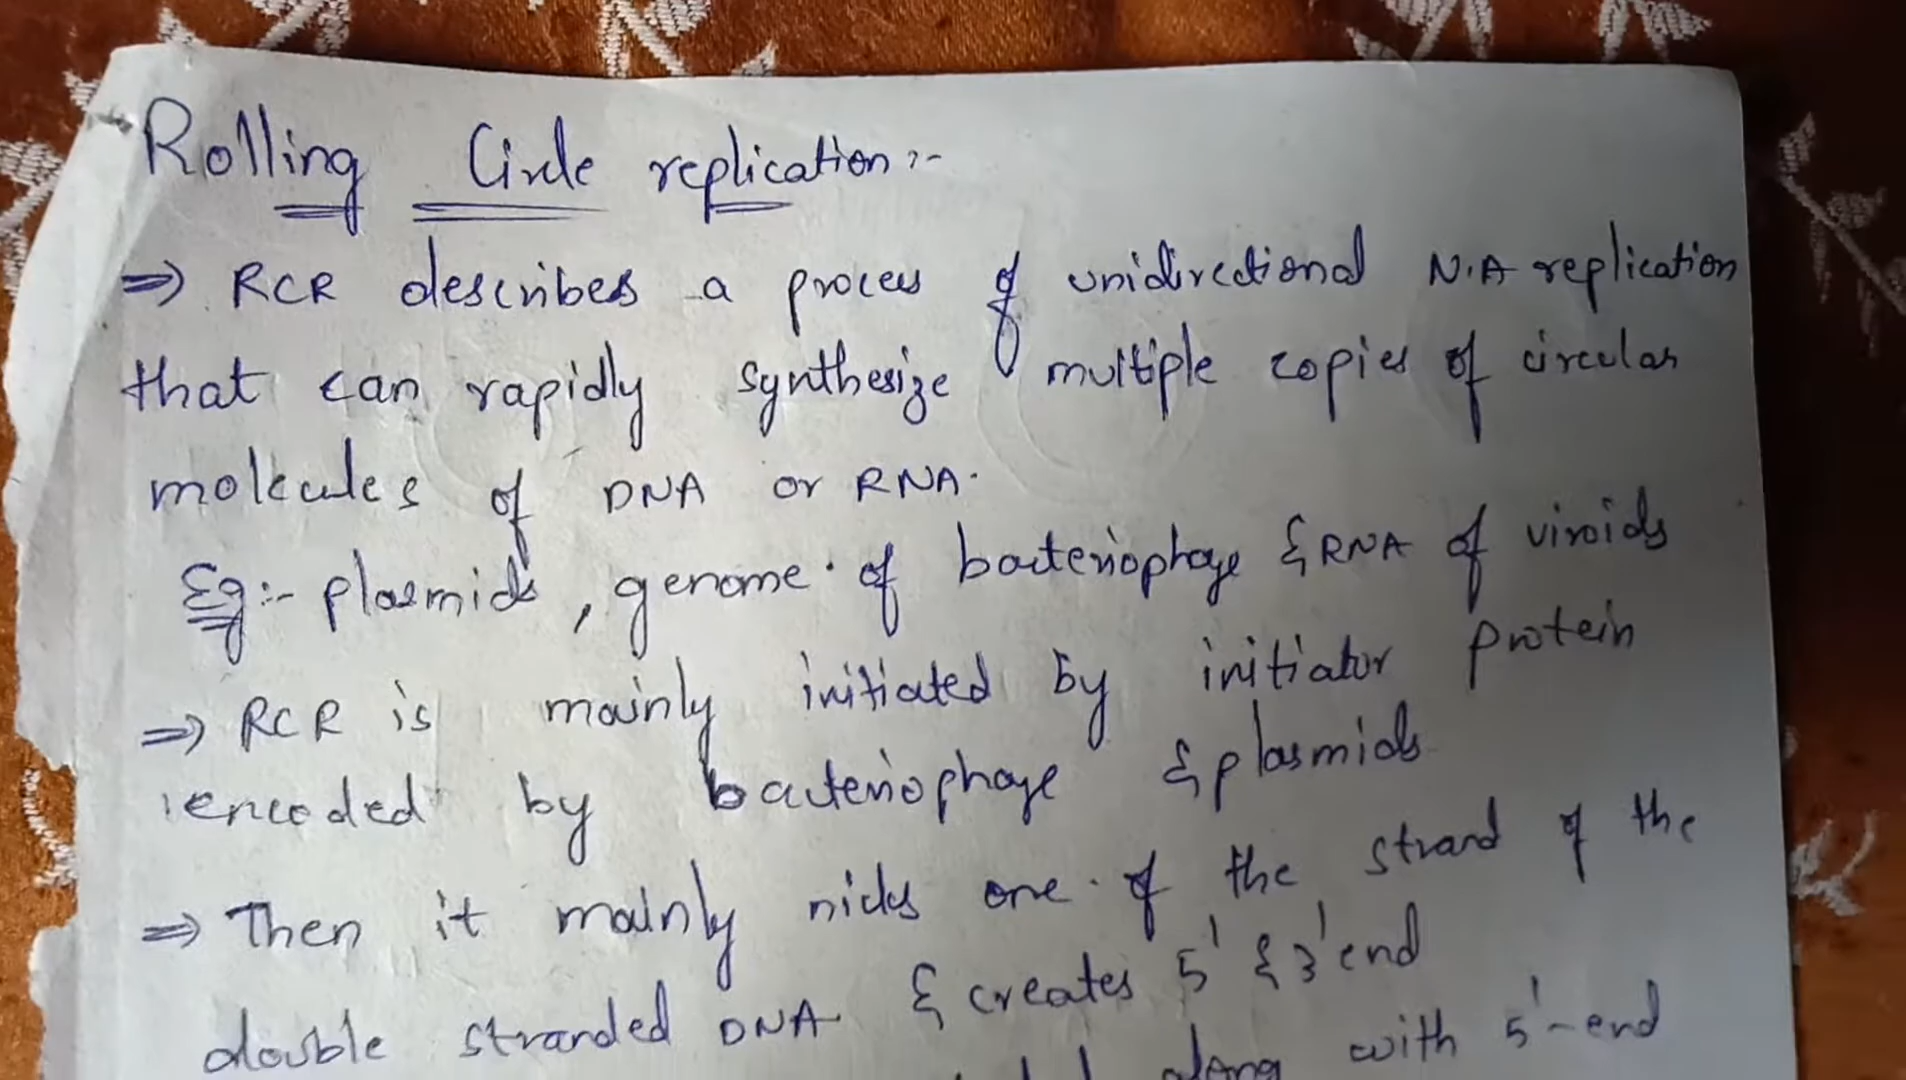 Rolling Circle replication :-
⇒ RCR describes a process of unidirectional N.A replication
that can rapidly synthesize multiple copies of circular
molecules of DNA or RNA.
Eg:- plasmids, genome of bacteriophage & RNA of viroids
⇒ RCR is mainly initiated by initiator protein
encoded by bacteriophage & plasmids
⇒ Then it mainly nicks one of the strand of the
double stranded DNA & creates 5' & 3' end
along with 5'-end